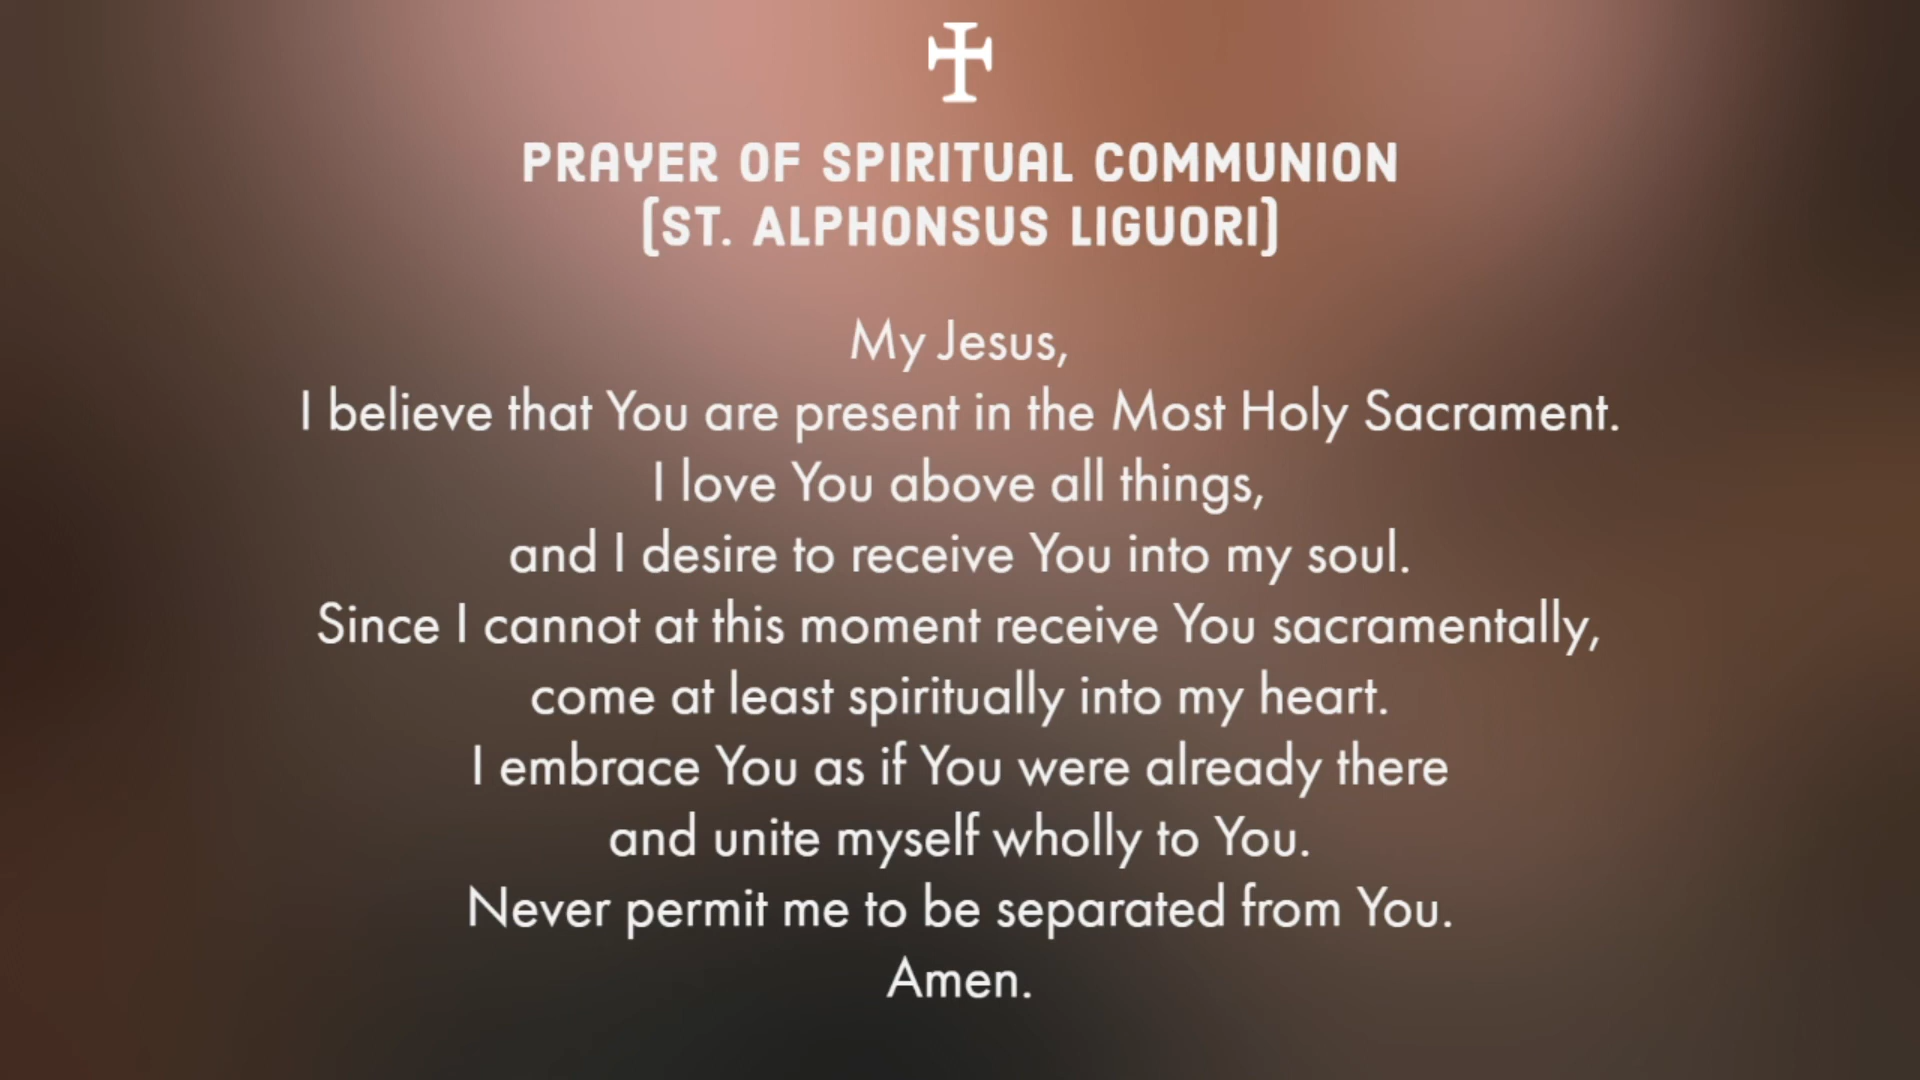 PRAYER OF SPIRITUAL COMMUNION
(ST. ALPHONSUS LIGUORI)
My Jesus,
I believe that You are present in the Most Holy Sacrament.
I love You above all things,
and I desire to receive You into my soul.
Since I cannot at this moment receive You sacramentally,
come at least spiritually into my heart.
I embrace You as if You were already there
and unite myself wholly to You.
Never permit me to be separated from You.
Amen.